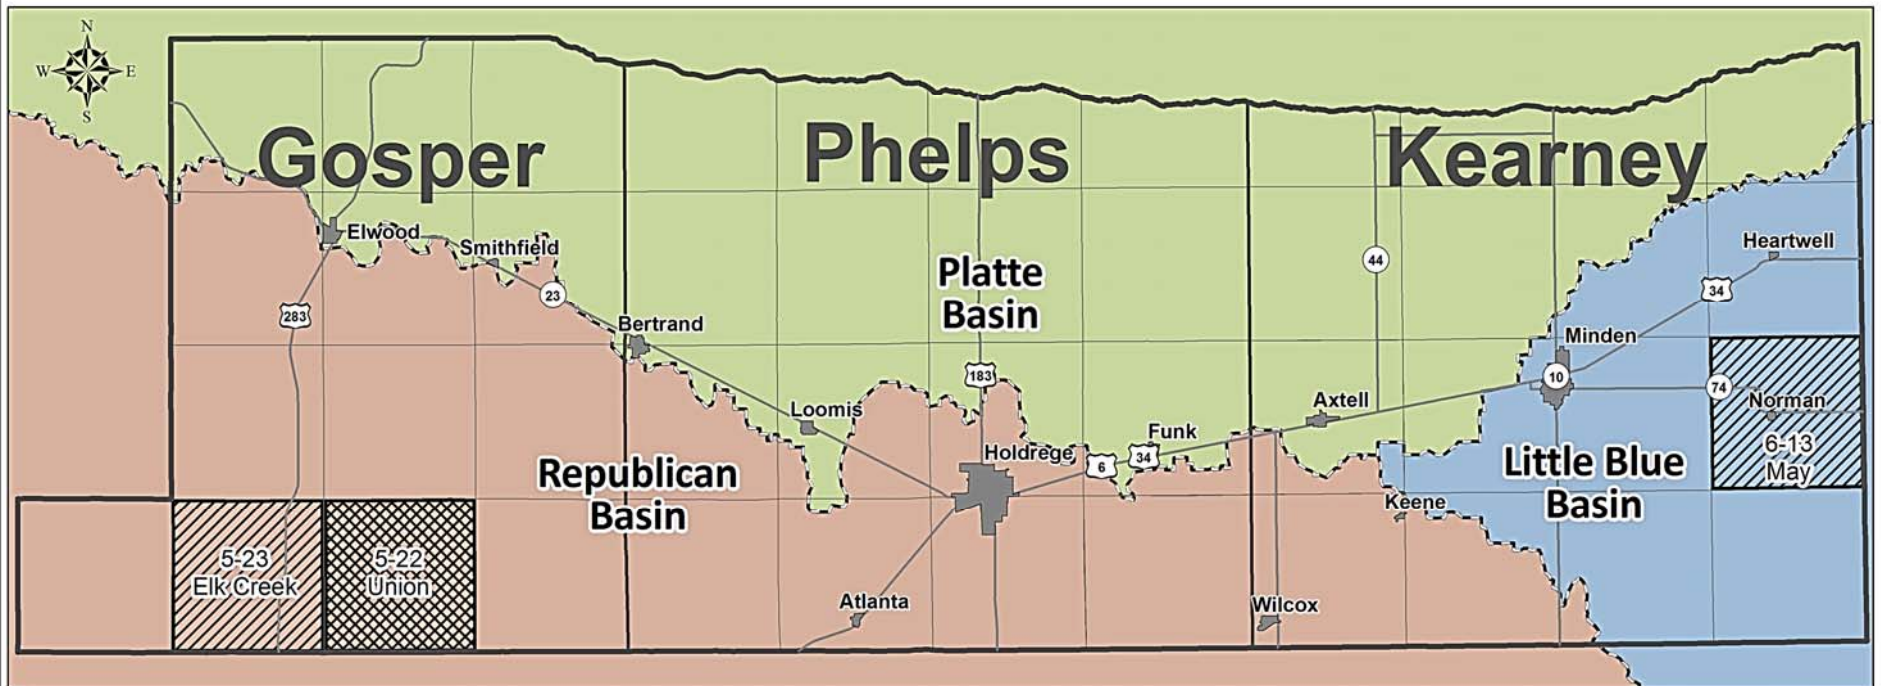 N
W
E
S
Gosper
Phelps
Kearney
Elwood
Smithfield
Heartwell
44
Platte
Basin
23
34
283
Bertrand
Minden
183
10
74
Loomis
Axtell
Norman
Funk
Holdrege
6
34
6-13
May
Republican
Basin
Little Blue
Basin
Keene
5-23
Elk Creek
5-22
Union
Atlanta
Wilcox